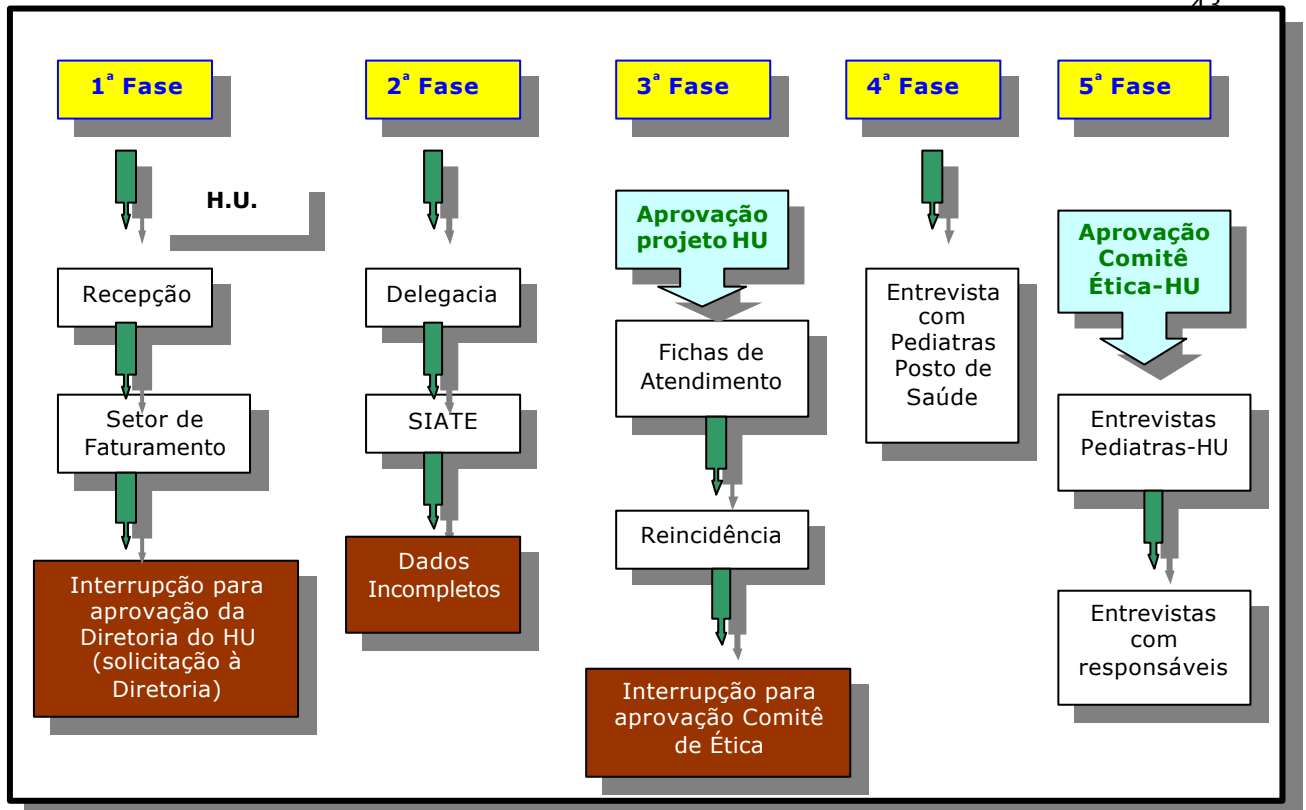 1ª Fase
2ª Fase
3ª Fase
4ª Fase
5ª Fase
H.U.
Recepção
Setor de
Faturamento
Interrupção para
aprovação da
Diretoria do HU
(solicitação à
Diretoria)
Delegacia
SIATE
Dados
Incompletos
Aprovação
projeto HU
Fichas de
Atendimento
Reincidência
Interrupção para
aprovação Comitê
de Ética
Entrevista
com
Pediatras
Posto de
Saúde
Aprovação
Comitê
Ética-HU
Entrevistas
Pediatras-HU
Entrevistas
com
responsáveis